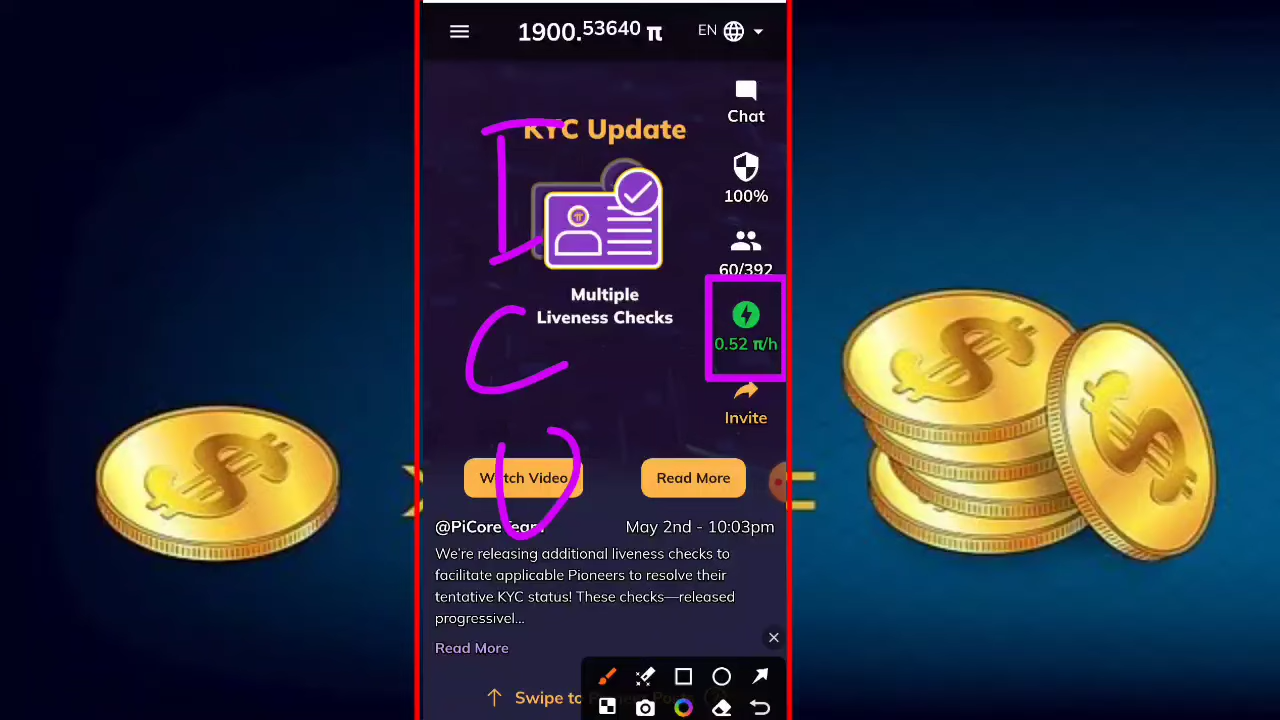 1900.53640 π
EN
Chat
KYC Update
100%
60/392
Multiple
Liveness Checks
0.52 π/h
Invite
Watch Video
Read More
@PiCoreTeam
May 2nd - 10:03pm
We're releasing additional liveness checks to
facilitate applicable Pioneers to resolve their
tentative KYC status! These checks—released
progressivel...
Read More
Swipe to